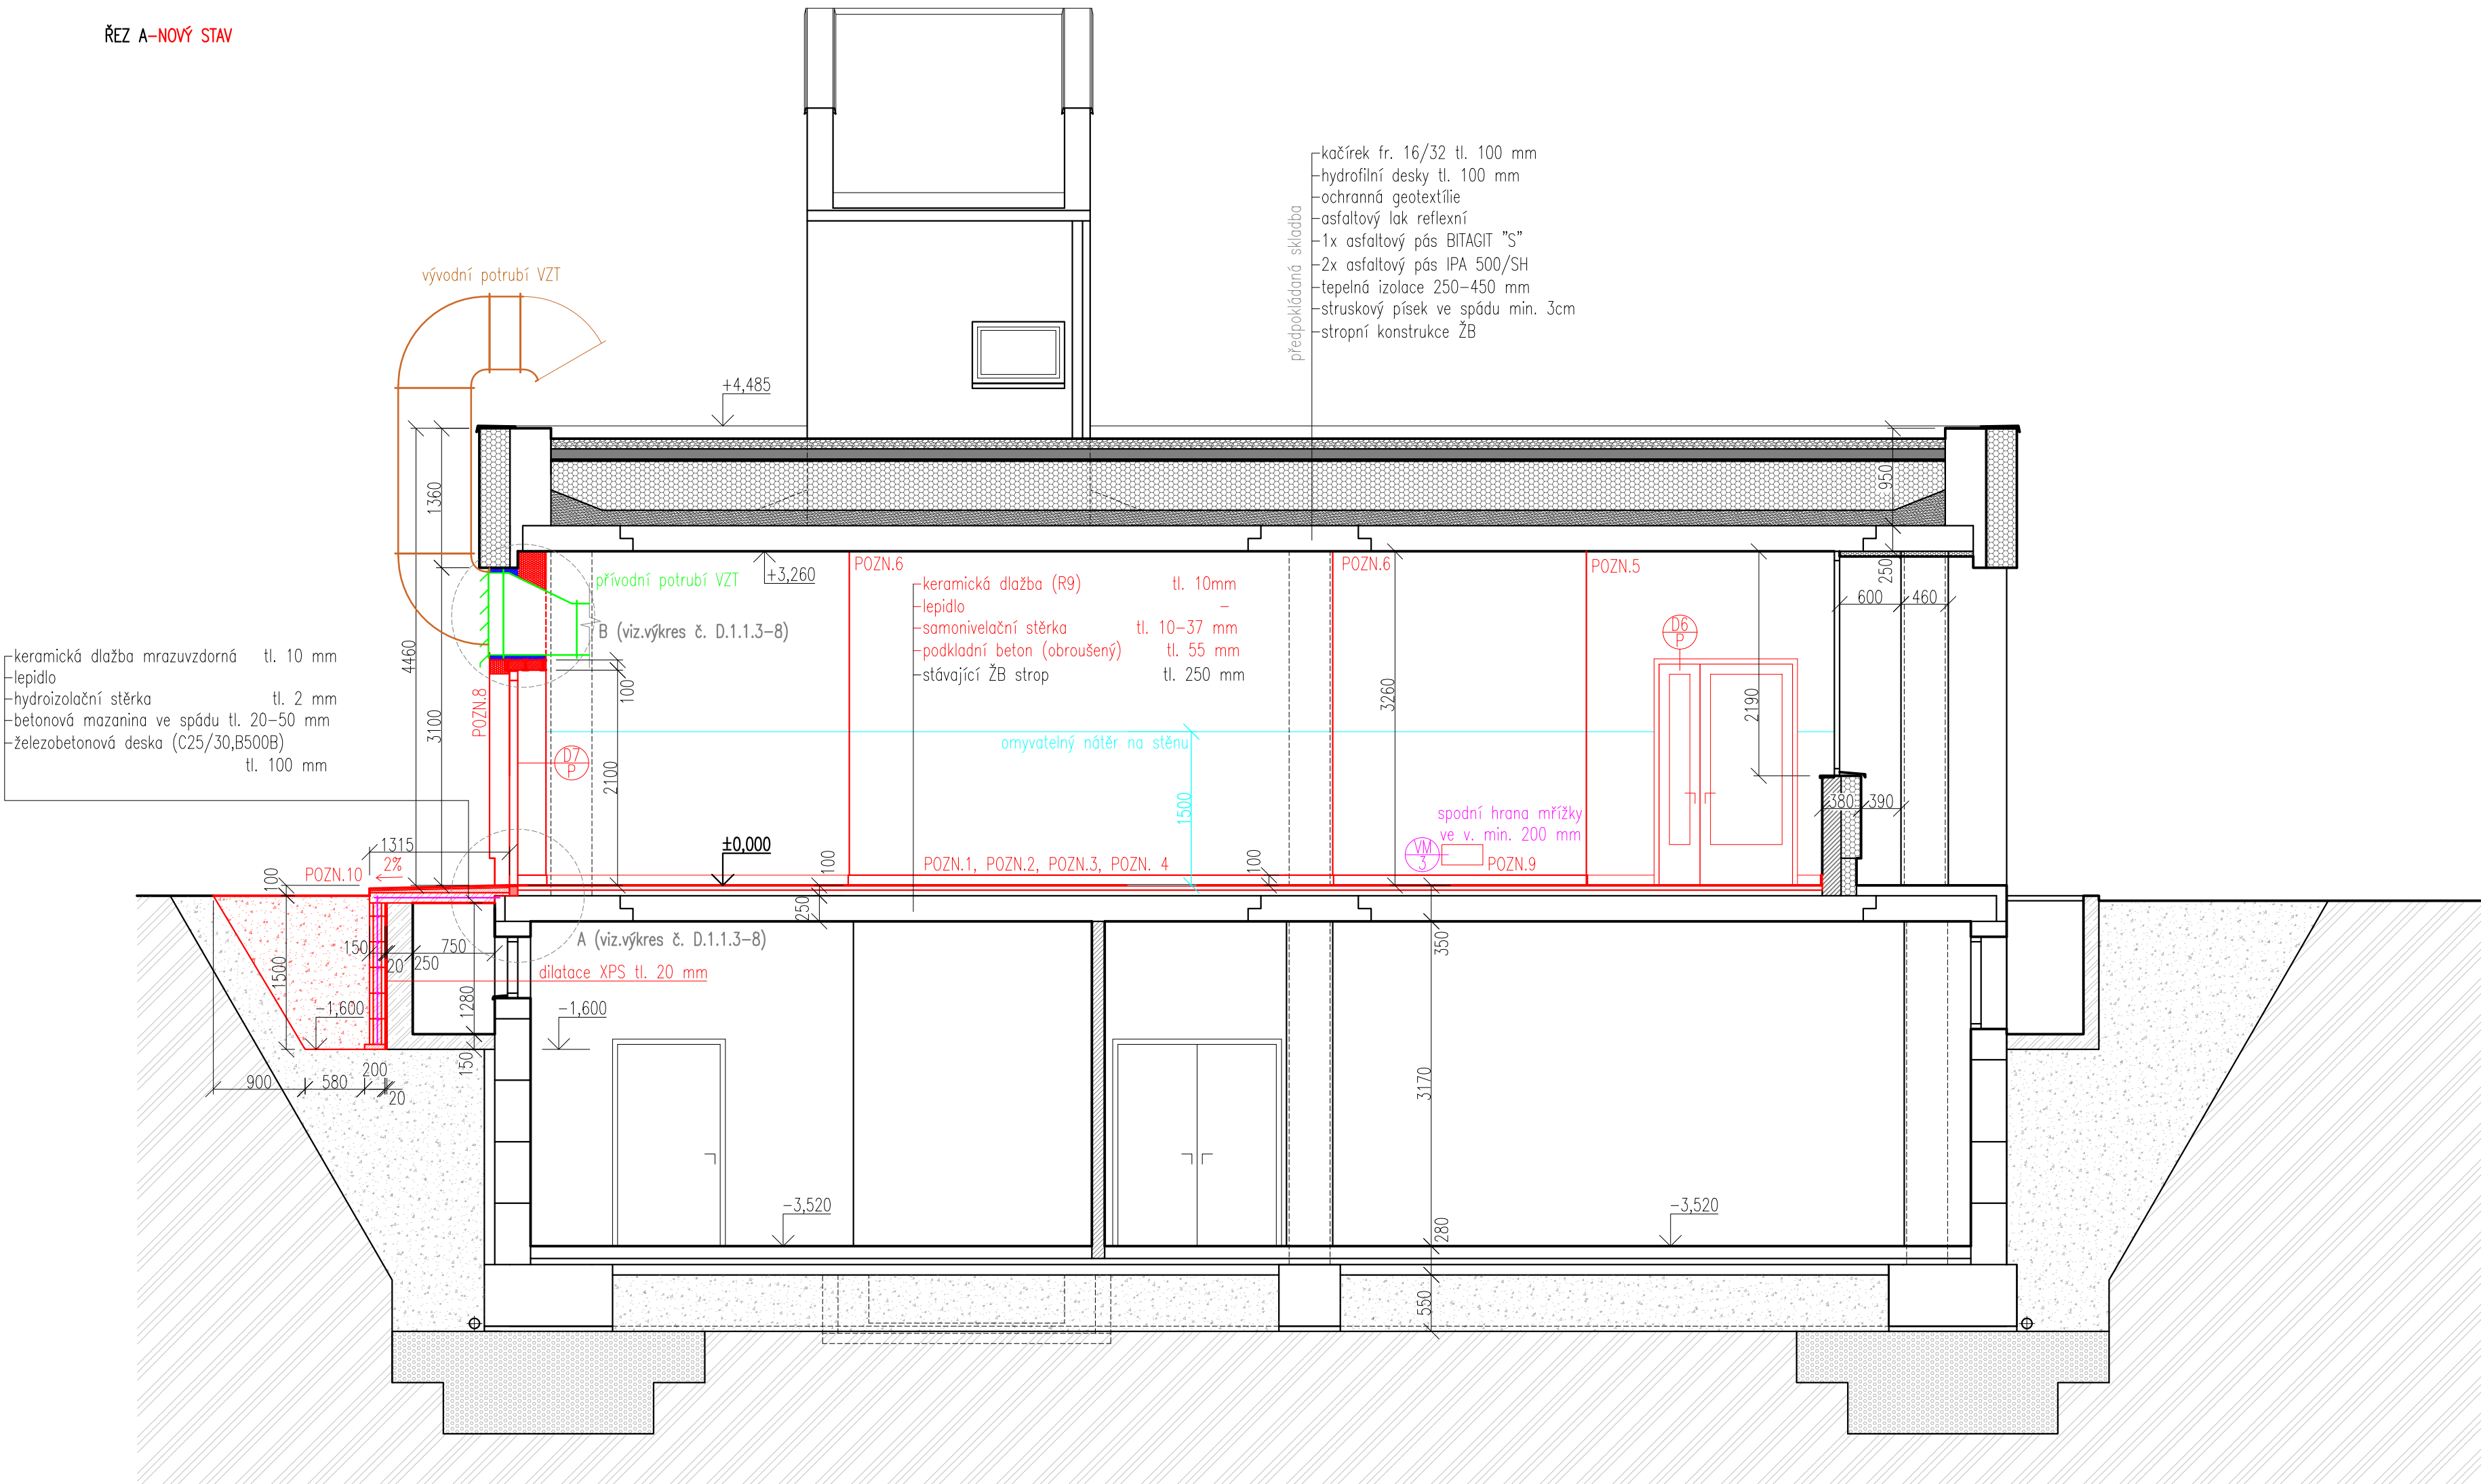 ŘEZ A-NOVÝ STAV
kačírek fr. 16/32 tl. 100 mm
hydrofilní desky tl. 100 mm
ochranná geotextílie
asfaltový lak reflexní
1x asfaltový pás BITAGIT "S"
2x asfaltový pás IPA 500/SH
tepelná izolace 250-450 mm
struskový písek ve spádu min. 3cm
stropní konstrukce ŽB
předpokládaná skladba
vývodní potrubí VZT
+4,485
1360
950
4460
3100
+3,260
přívodní potrubí VZT
B (viz.výkres č. D.1.1.3-8)
POZN.6
POZN.6
POZN.5
keramická dlažba (R9) tl. 10mm
lepidlo -
samonivelační stěrka tl. 10-37 mm
podkladní beton (obroušený) tl. 55 mm
stávající ŽB strop tl. 250 mm
250
600
460
D6
P
keramická dlažba mrazuvzdorná tl. 10 mm
lepidlo
hydroizolační stěrka tl. 2 mm
betonová mazanina ve spádu tl. 20-50 mm
železobetonová deska (C25/30,B500B)
tl. 100 mm
POZN.8
100
3260
2190
omyvatelný nátěr na stěnu
D7
P
2100
1500
380
390
spodní hrana mřížky
ve v. min. 200 mm
VM
3
POZN.9
1315
2%
POZN.10
±0,000
100
POZN.1, POZN.2, POZN.3, POZN. 4
100
100
250
350
A (viz.výkres č. D.1.1.3-8)
150
20
250
750
dilatace XPS tl. 20 mm
1500
1280
-1,600
-1,600
150
900
580
200
20
3170
-3,520
-3,520
280
550